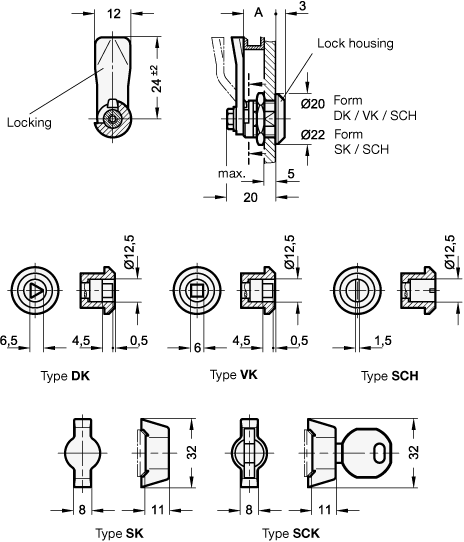 12
A
3
24 ±2
Lock housing
Locking
Ø20 Form
DK / VK / SCH
Ø22 Form
SK / SCH
max.
5
20
Ø12,5
Ø12,5
Ø12,5
6,5
4,5
0,5
6
4,5
0,5
1,5
Type DK
Type VK
Type SCH
32
32
8
11
8
11
Type SK
Type SCK